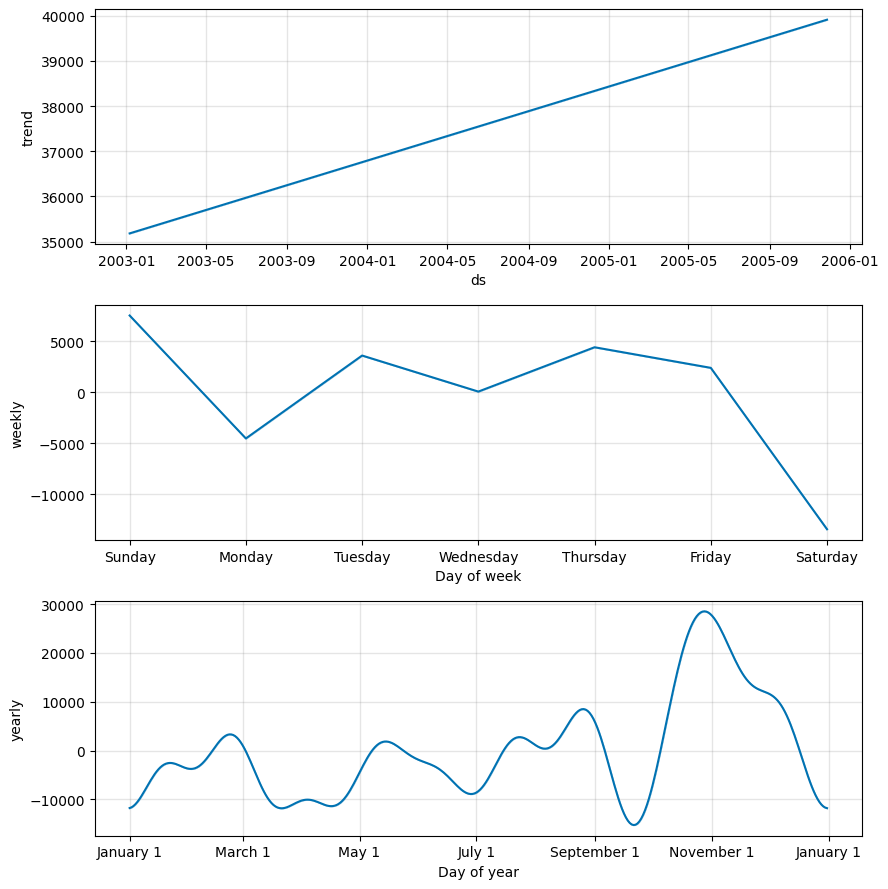 40000
39000
38000
37000
36000
35000
trend
2003-01 2003-05 2003-09 2004-01 2004-05 2004-09 2005-01 2005-05 2005-09 2006-01
ds
5000
0
−5000
−10000
weekly
Sunday Monday Tuesday Wednesday Thursday Friday Saturday
Day of week
30000
20000
10000
0
−10000
yearly
January 1 March 1 May 1 July 1 September 1 November 1 January 1
Day of year